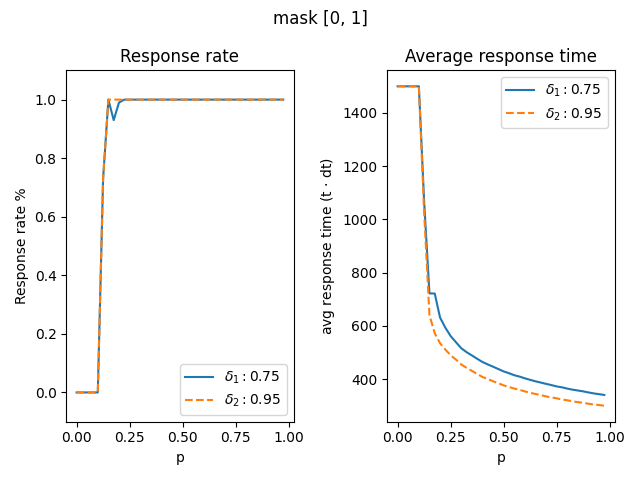 mask [0, 1]
Response rate
Response rate %
1.0
0.8
0.6
0.4
0.2
0.0
δ₁ : 0.75
δ₂ : 0.95
0.00 0.25 0.50 0.75 1.00
p
Average response time
avg response time (t · dt)
1400
1200
1000
800
600
400
δ₁ : 0.75
δ₂ : 0.95
0.00 0.25 0.50 0.75 1.00
p